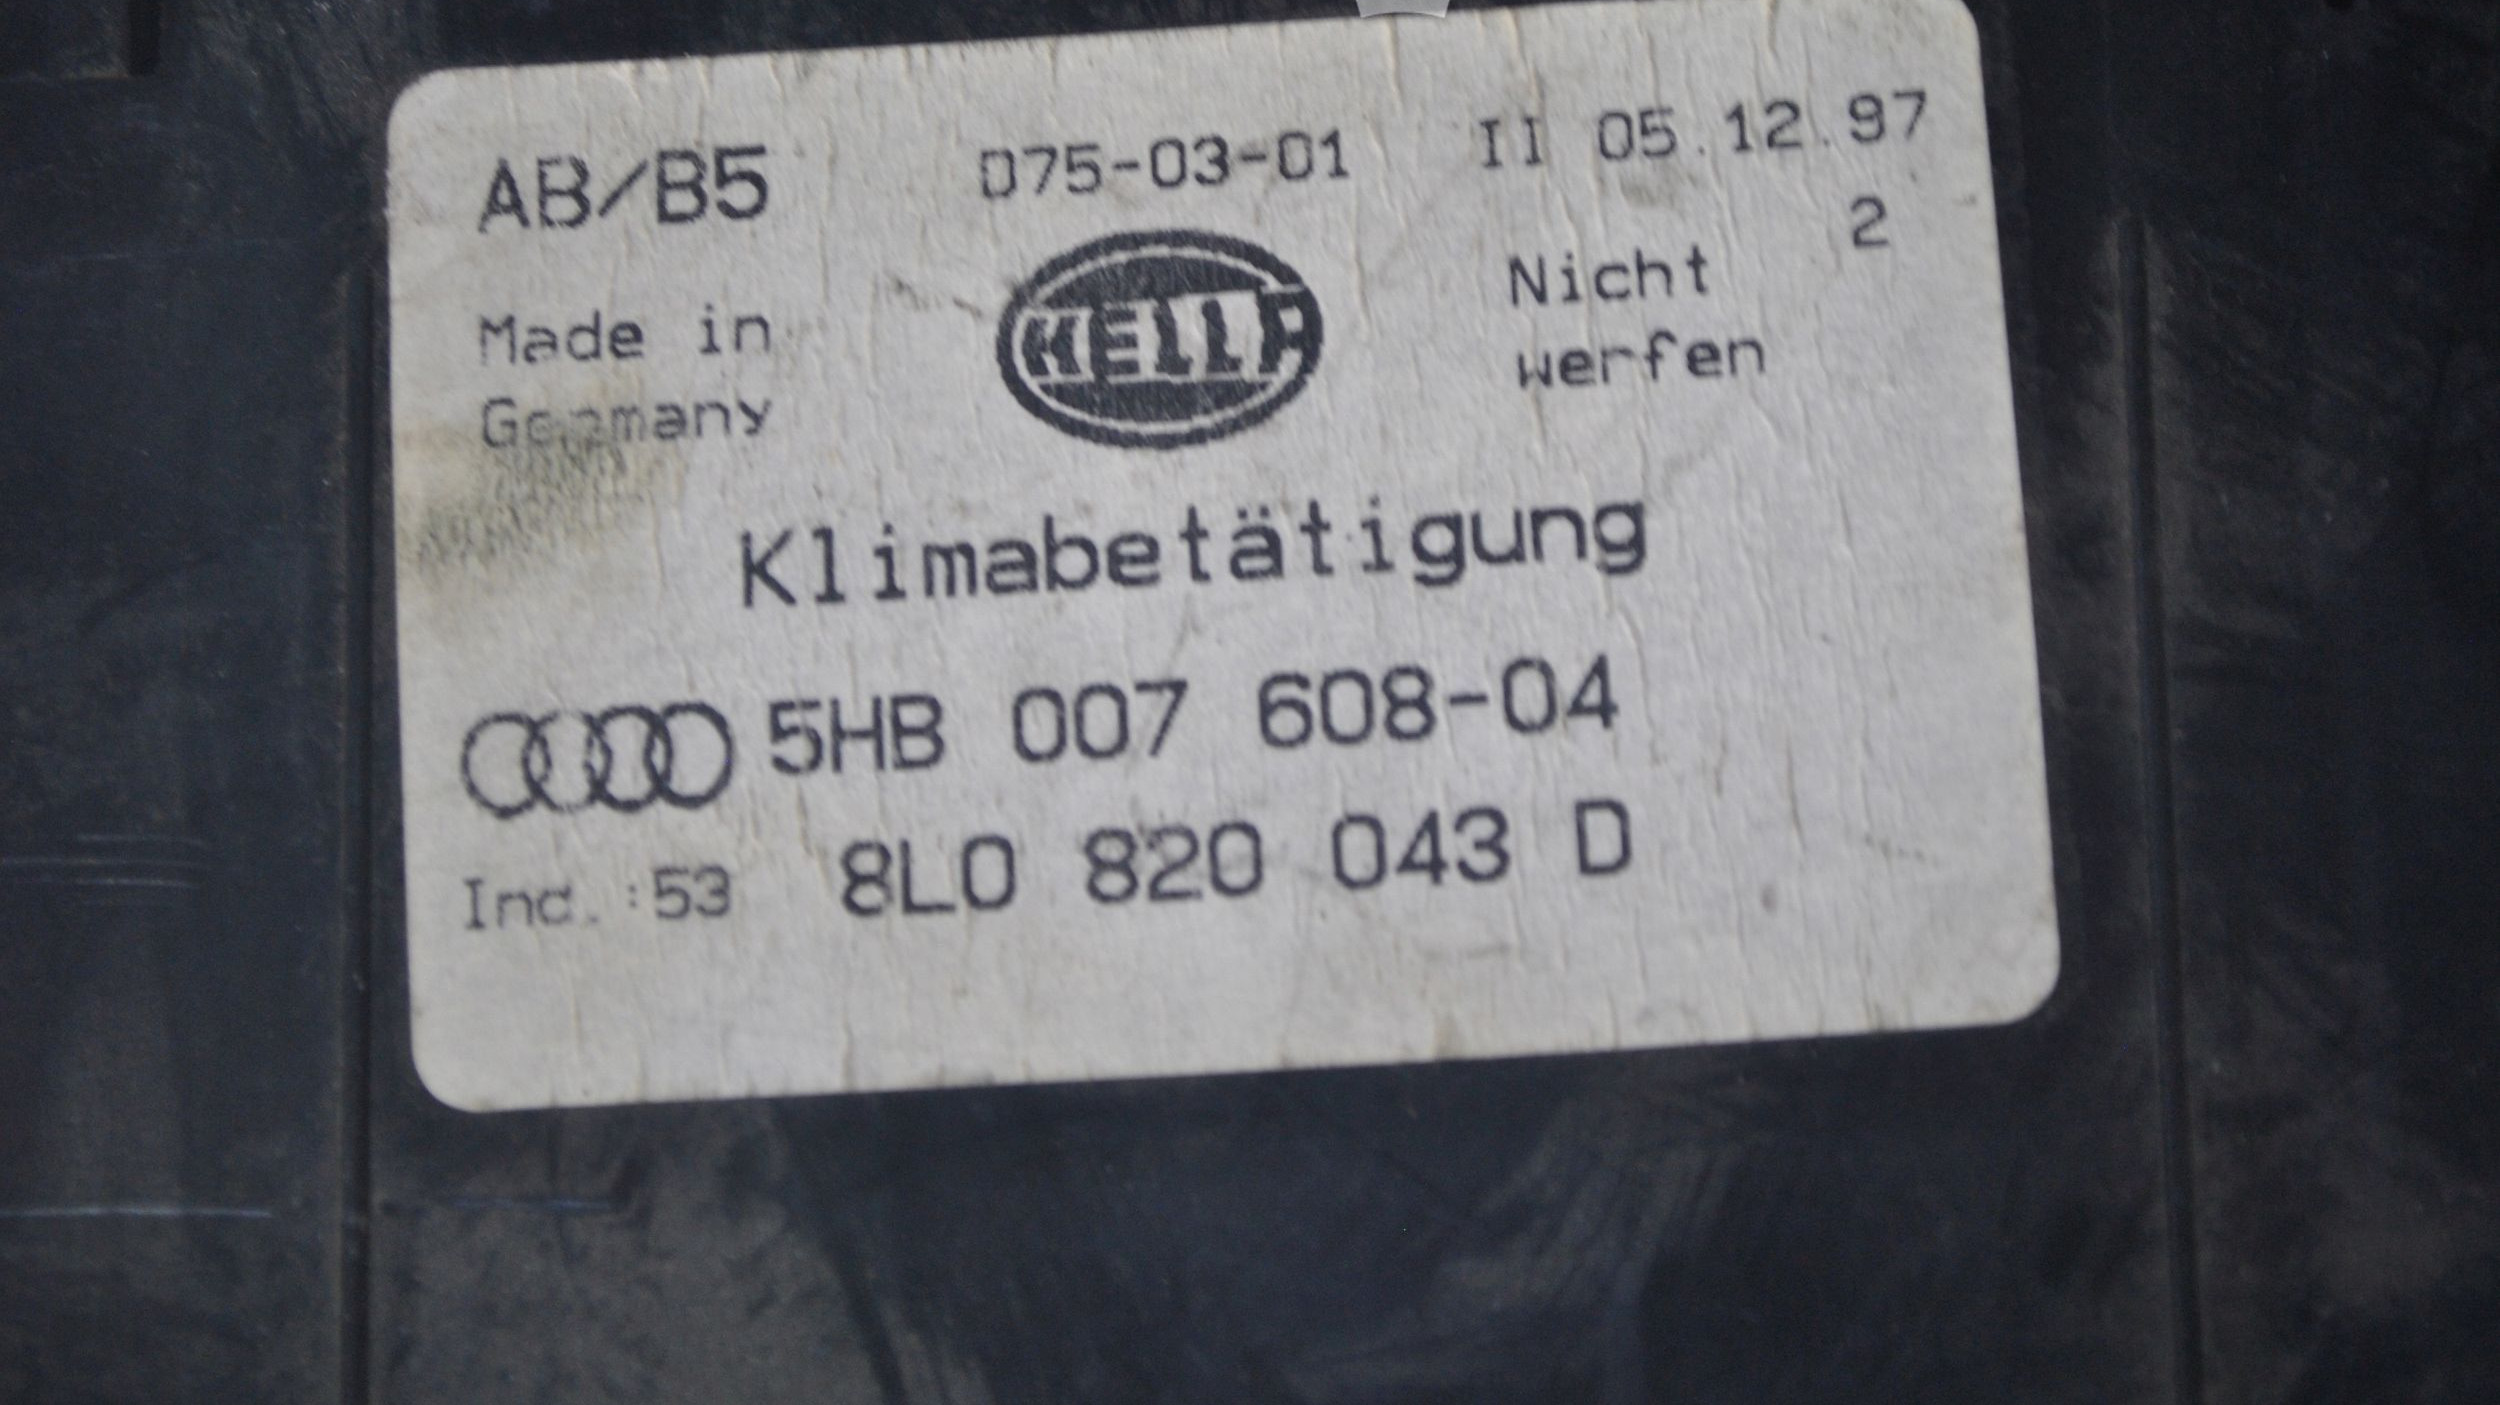 AB/B5 D75-03-01 II 05.12.97
2
Made in
Germany
HELLA
Nicht
werfen
Klimabetätigung
5HB 007 608-04
Ind.:53 8L0 820 043 D